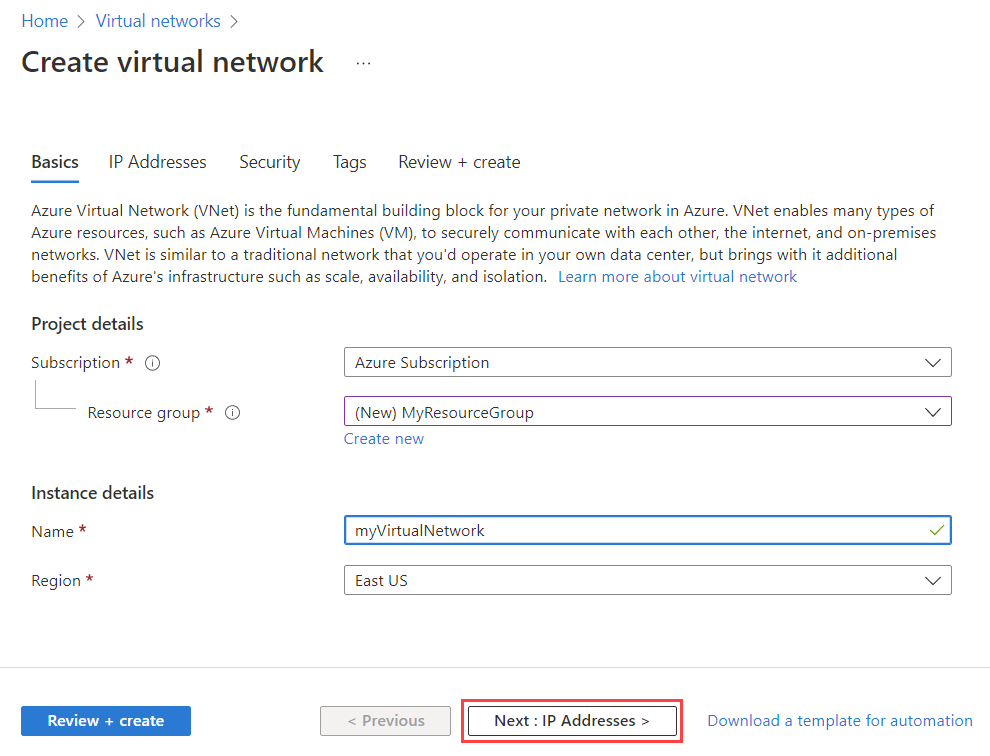 Home > Virtual networks >
Create virtual network ...
Basics IP Addresses Security Tags Review + create
Azure Virtual Network (VNet) is the fundamental building block for your private network in Azure. VNet enables many types of
Azure resources, such as Azure Virtual Machines (VM), to securely communicate with each other, the internet, and on-premises
networks. VNet is similar to a traditional network that you'd operate in your own data center, but brings with it additional
benefits of Azure's infrastructure such as scale, availability, and isolation. Learn more about virtual network
Project details
Subscription * Azure Subscription
Resource group * (New) MyResourceGroup
Create new
Instance details
Name * myVirtualNetwork
Region * East US
Review + create < Previous Next : IP Addresses > Download a template for automation